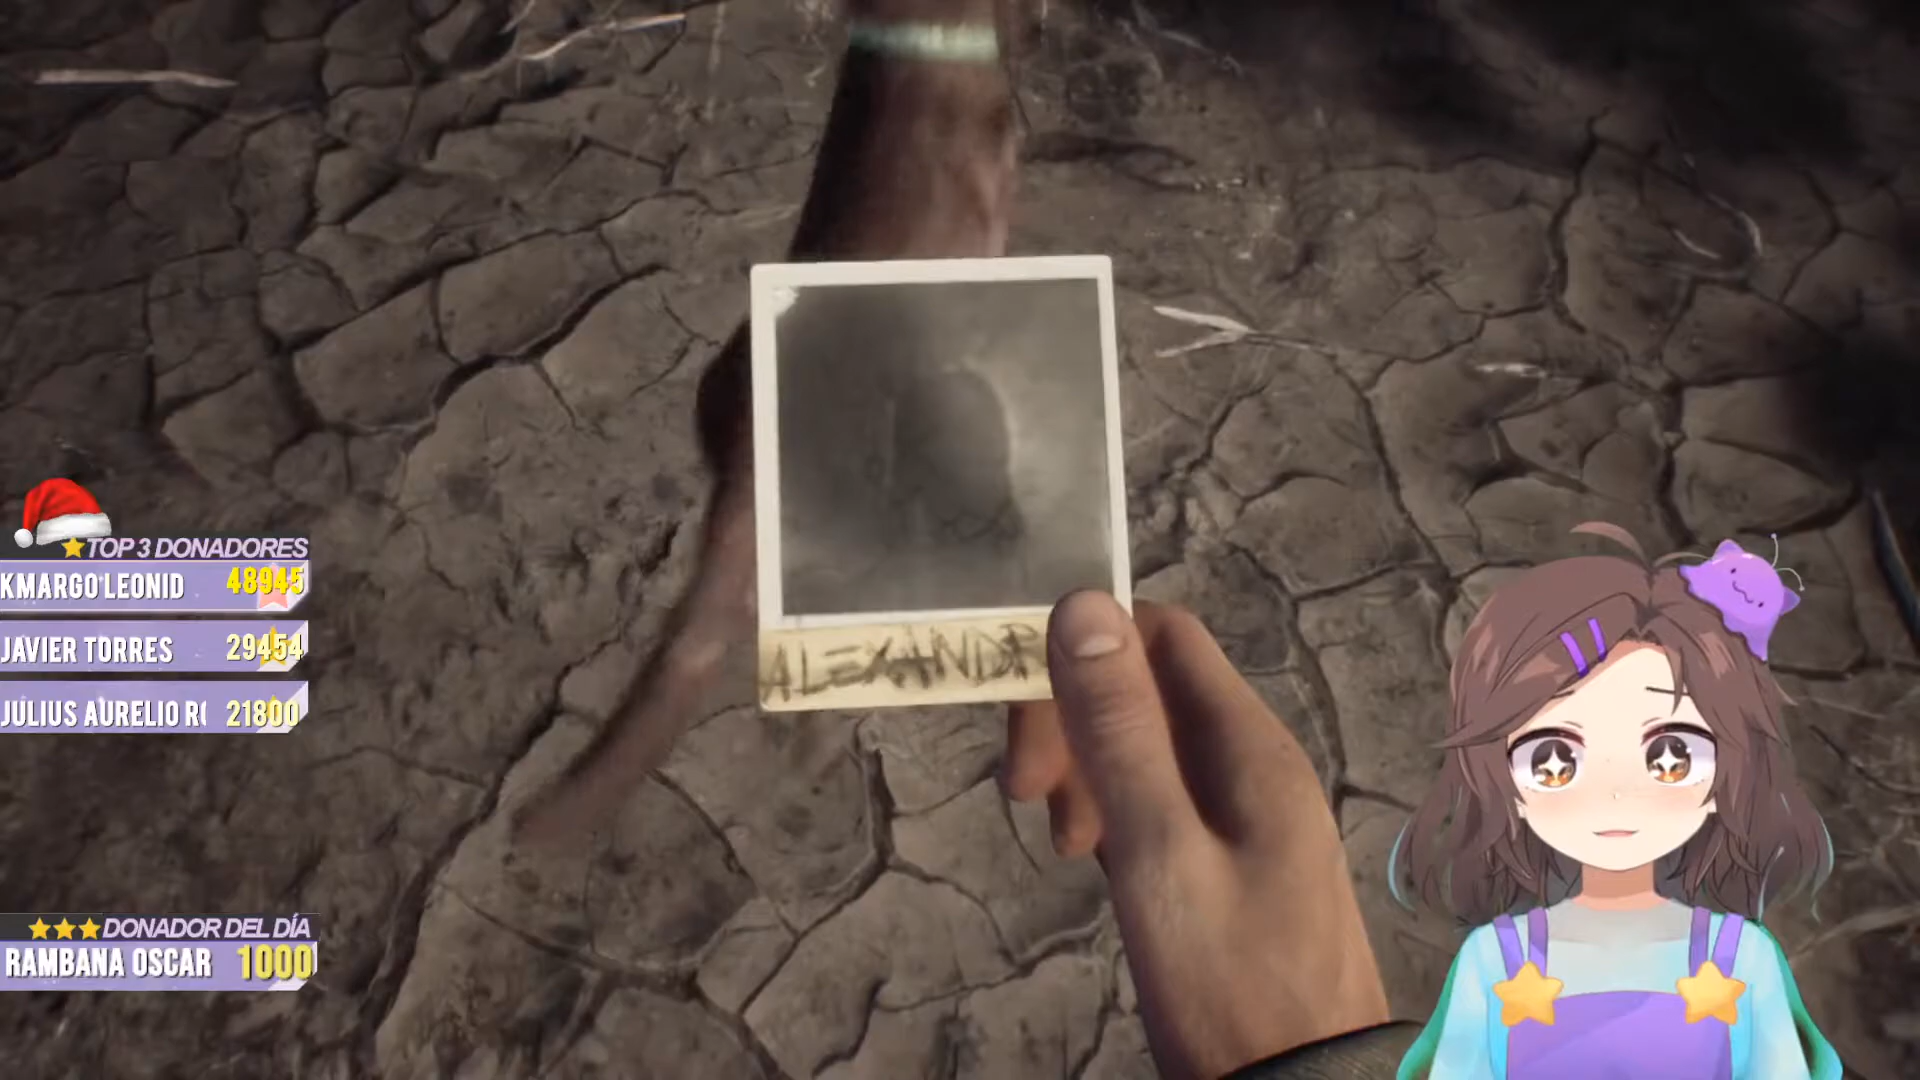 ALEXANDR
TOP 3 DONADORES
KMARGO LEONID 48945
JAVIER TORRES 29454
JULIUS AURELIO R 21800
DONADOR DEL DÍA
RAMBANA OSCAR 1000